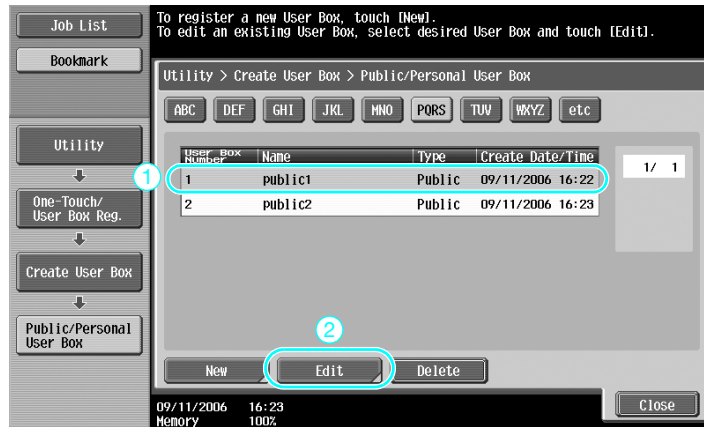 Job List
Bookmark
To register a new User Box, touch [New].
To edit an existing User Box, select desired User Box and touch [Edit].
Utility > Create User Box > Public/Personal User Box
ABC DEF GHI JKL MNO PQRS TUV WXYZ etc
Utility
One-Touch/
User Box Reg.
Create User Box
Public/Personal
User Box
User Box
Number Name Type Create Date/Time
1 public1 Public 09/11/2006 16:22
2 public2 Public 09/11/2006 16:23
1/ 1
1
2
New Edit Delete
09/11/2006 16:23
Memory 100%
Close